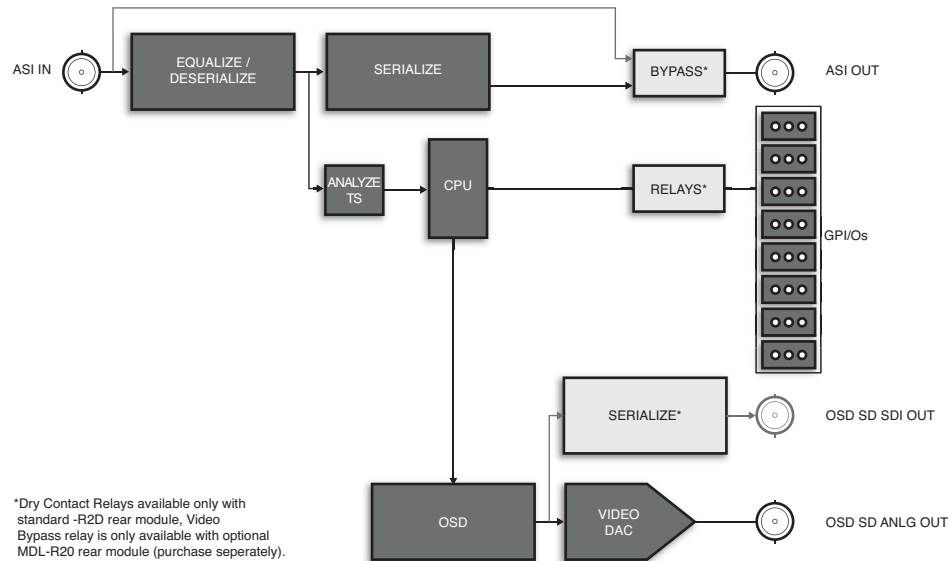 ASI IN
EQUALIZE /
DESERIALIZE
SERIALIZE
BYPASS*
ASI OUT
ANALYZE
TS
CPU
RELAYS*
GPI/Os
SERIALIZE*
OSD SD SDI OUT
OSD
VIDEO
DAC
OSD SD ANLG OUT
*Dry Contact Relays available only with
standard -R2D rear module, Video
Bypass relay is only available with optional
MDL-R20 rear module (purchase seperately).